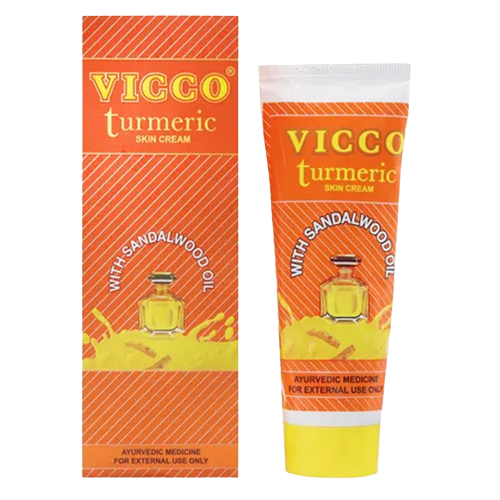 VICCO®
turmeric
SKIN CREAM
WITH SANDALWOOD OIL
AYURVEDIC MEDICINE
FOR EXTERNAL USE ONLY
VICCO
turmeric
SKIN CREAM
WITH SANDALWOOD OIL
AYURVEDIC MEDICINE
FOR EXTERNAL USE ONLY